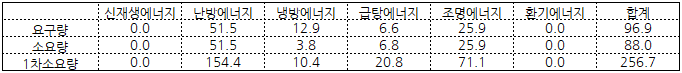 신재생에너지 난방에너지 냉방에너지 급탕에너지 조명에너지 환기에너지 합계
요구량 0.0 51.5 12.9 6.6 25.9 0.0 96.9
소요량 0.0 51.5 3.8 6.8 25.9 0.0 88.0
1차소요량 0.0 154.4 10.4 20.8 71.1 0.0 256.7